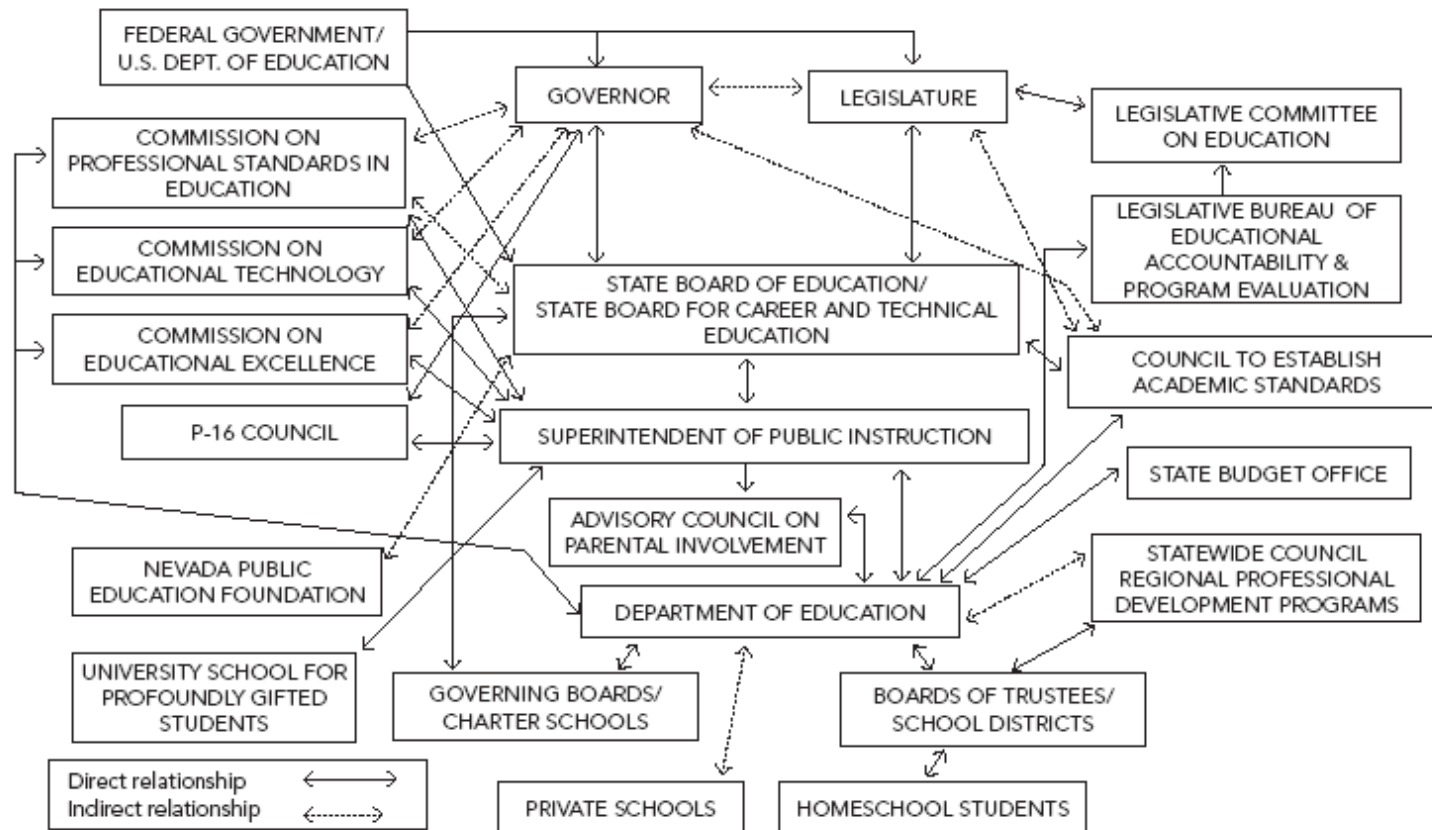 FEDERAL GOVERNMENT/
U.S. DEPT. OF EDUCATION
GOVERNOR
LEGISLATURE
LEGISLATIVE COMMITTEE
ON EDUCATION
COMMISSION ON
PROFESSIONAL STANDARDS IN
EDUCATION
LEGISLATIVE BUREAU OF
EDUCATIONAL
ACCOUNTABILITY &
PROGRAM EVALUATION
COMMISSION ON
EDUCATIONAL TECHNOLOGY
STATE BOARD OF EDUCATION/
STATE BOARD FOR CAREER AND TECHNICAL
EDUCATION
COMMISSION ON
EDUCATIONAL EXCELLENCE
COUNCIL TO ESTABLISH
ACADEMIC STANDARDS
P-16 COUNCIL
SUPERINTENDENT OF PUBLIC INSTRUCTION
STATE BUDGET OFFICE
ADVISORY COUNCIL ON
PARENTAL INVOLVEMENT
STATEWIDE COUNCIL
REGIONAL PROFESSIONAL
DEVELOPMENT PROGRAMS
NEVADA PUBLIC
EDUCATION FOUNDATION
DEPARTMENT OF EDUCATION
UNIVERSITY SCHOOL FOR
PROFOUNDLY GIFTED
STUDENTS
GOVERNING BOARDS/
CHARTER SCHOOLS
BOARDS OF TRUSTEES/
SCHOOL DISTRICTS
Direct relationship
Indirect relationship
PRIVATE SCHOOLS
HOMESCHOOL STUDENTS